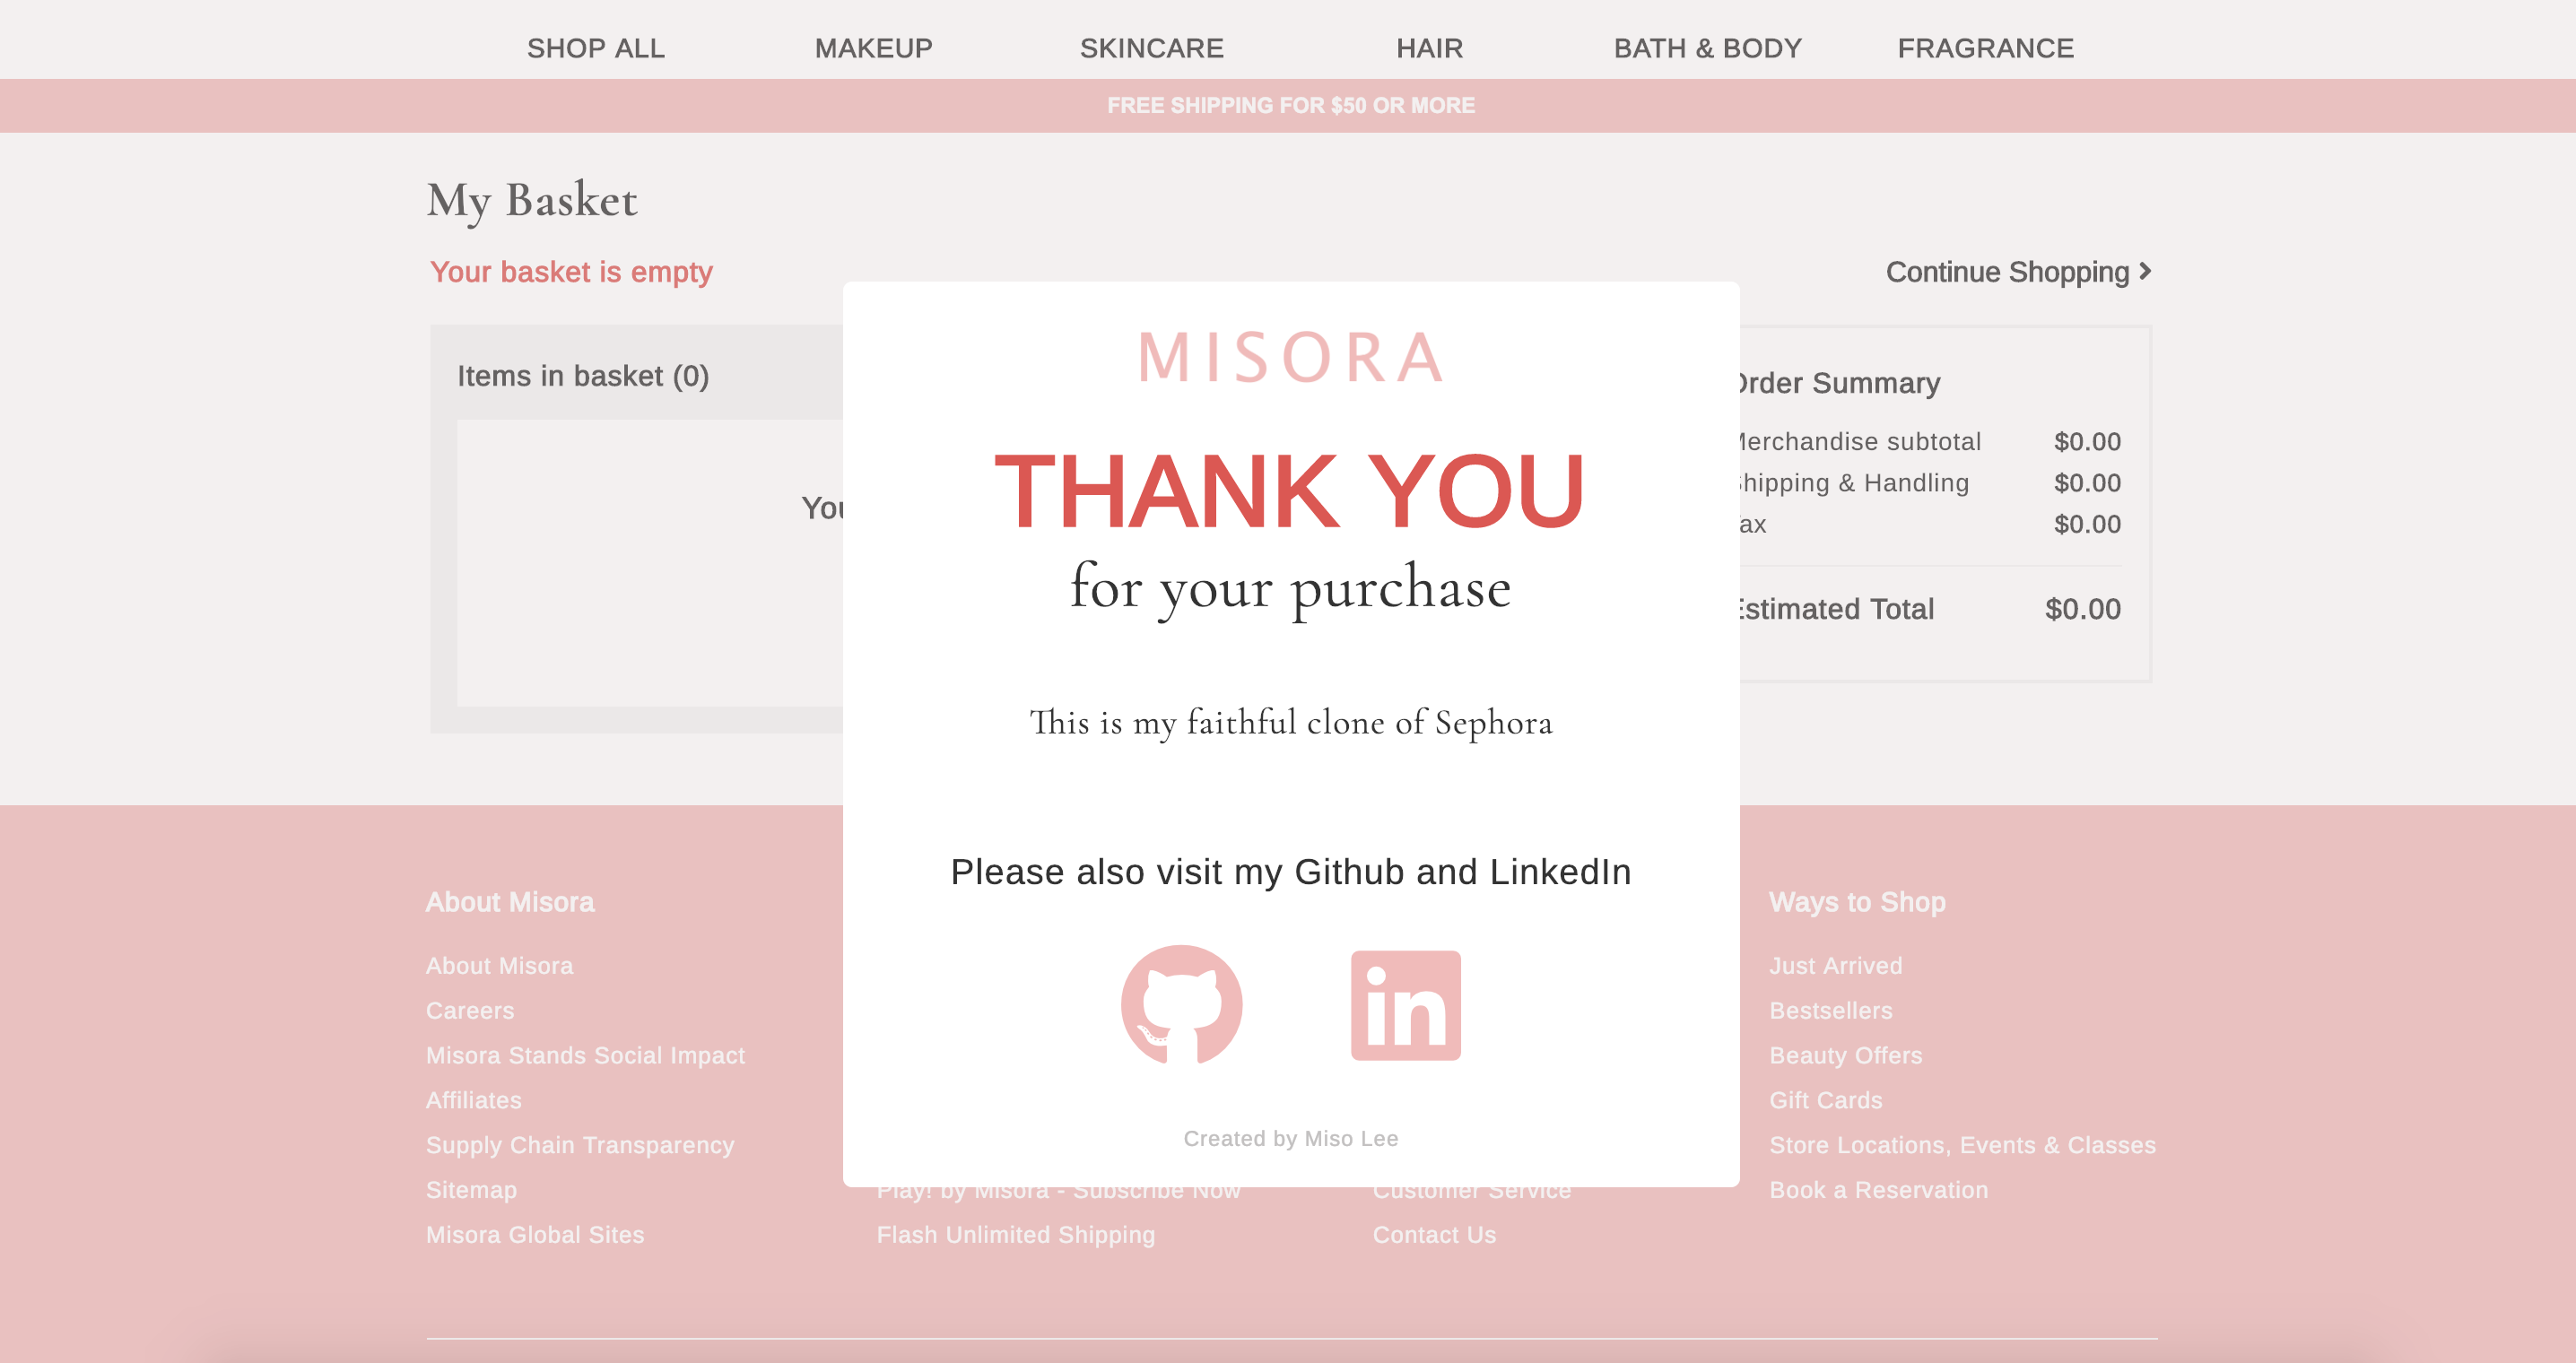 SHOP ALL MAKEUP SKINCARE HAIR BATH & BODY FRAGRANCE
FREE SHIPPING FOR $50 OR MORE
My Basket
Your basket is empty
Continue Shopping
Items in basket (0)
MISORA
THANK YOU
for your purchase
This is my faithful clone of Sephora
Please also visit my Github and LinkedIn
in
Created by Miso Lee
Order Summary
Merchandise subtotal $0.00
Shipping & Handling $0.00
Tax $0.00
Estimated Total $0.00
About Misora
About Misora
Careers
Misora Stands Social Impact
Affiliates
Supply Chain Transparency
Sitemap
Misora Global Sites
Play! by Misora - Subscribe Now
Flash Unlimited Shipping
Customer Service
Contact Us
Ways to Shop
Just Arrived
Bestsellers
Beauty Offers
Gift Cards
Store Locations, Events & Classes
Book a Reservation